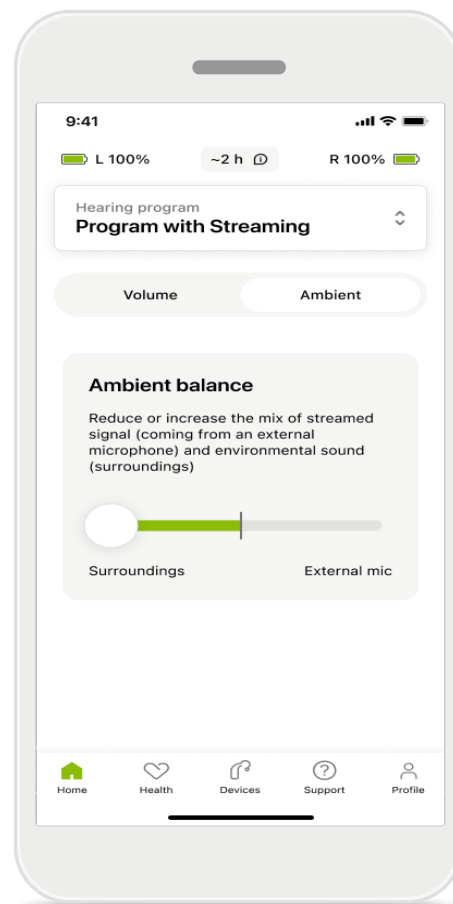 9:41
L 100%
~2 h
R 100%
Hearing program
Program with Streaming
Volume
Ambient
Ambient balance
Reduce or increase the mix of streamed
signal (coming from an external
microphone) and environmental sound
(surroundings)
Surroundings
External mic
Home
Health
Devices
Support
Profile